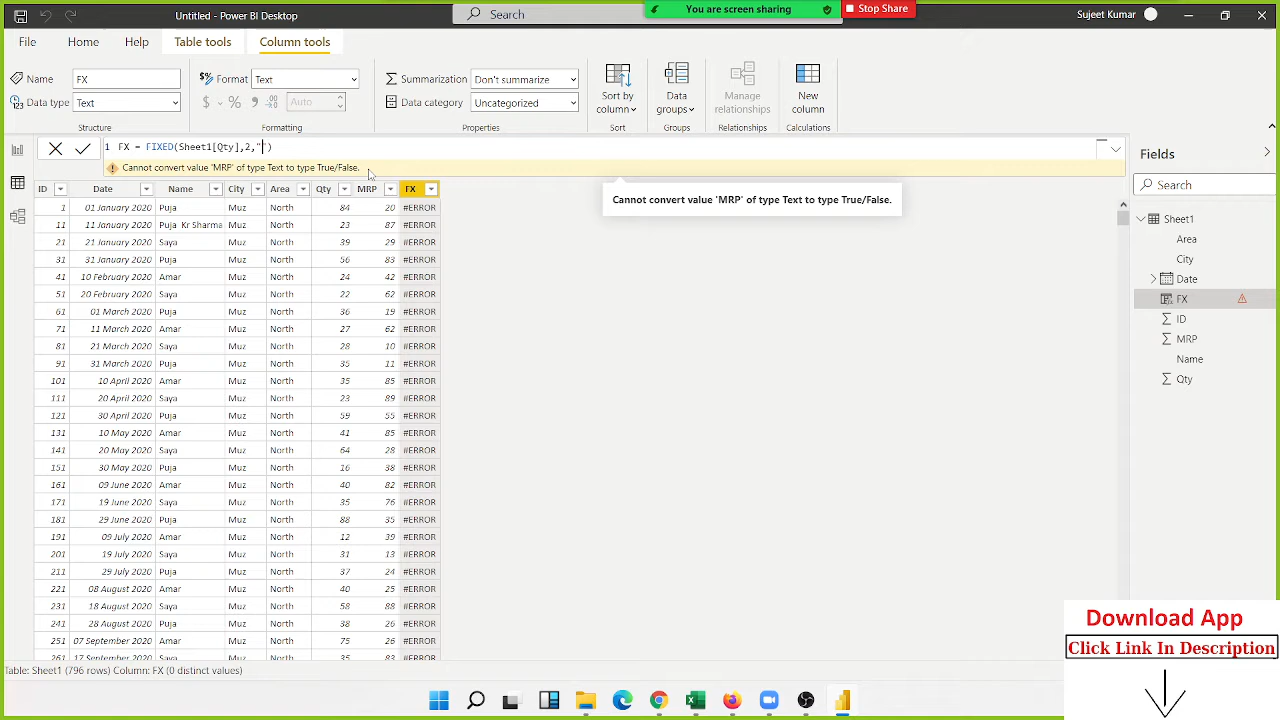 Untitled - Power BI Desktop
Search
You are screen sharing
Stop Share
Sujeet Kumar
File Home Help Table tools Column tools
Name FX
Format Text
Summarization Don't summarize
Data type Text
$ % Auto
Data category Uncategorized
Sort by column
Data groups
Manage relationships
New column
Structure Formatting Properties Sort Groups Relationships Calculations
1 FX = FIXED(Sheet1[Qty],2,"")
Cannot convert value 'MRP' of type Text to type True/False.
Cannot convert value 'MRP' of type Text to type True/False.
ID Date Name City Area Qty MRP FX
1 01 January 2020 Puja Muz North 84 20 #ERROR
11 11 January 2020 Puja Kr Sharma Muz North 23 87 #ERROR
21 21 January 2020 Saya Muz North 39 29 #ERROR
31 31 January 2020 Puja Muz North 56 83 #ERROR
41 10 February 2020 Amar Muz North 24 42 #ERROR
51 20 February 2020 Saya Muz North 22 62 #ERROR
61 01 March 2020 Puja Muz North 36 19 #ERROR
71 11 March 2020 Amar Muz North 27 62 #ERROR
81 21 March 2020 Saya Muz North 28 10 #ERROR
91 31 March 2020 Puja Muz North 35 11 #ERROR
101 10 April 2020 Amar Muz North 35 85 #ERROR
111 20 April 2020 Saya Muz North 23 89 #ERROR
121 30 April 2020 Puja Muz North 59 55 #ERROR
131 10 May 2020 Amar Muz North 41 85 #ERROR
141 20 May 2020 Saya Muz North 64 28 #ERROR
151 30 May 2020 Puja Muz North 16 38 #ERROR
161 09 June 2020 Amar Muz North 40 82 #ERROR
171 19 June 2020 Saya Muz North 35 76 #ERROR
181 29 June 2020 Puja Muz North 88 35 #ERROR
191 09 July 2020 Amar Muz North 12 39 #ERROR
201 19 July 2020 Saya Muz North 31 13 #ERROR
211 29 July 2020 Puja Muz North 37 24 #ERROR
221 08 August 2020 Amar Muz North 40 25 #ERROR
231 18 August 2020 Saya Muz North 58 88 #ERROR
241 28 August 2020 Puja Muz North 38 26 #ERROR
251 07 September 2020 Amar Muz North 75 26 #ERROR
261 17 September 2020 Saya Muz North 35 83 #ERROR
Table: Sheet1 (796 rows) Column: FX (0 distinct values)
Fields
Search
Sheet1
Area
City
Date
FX
ID
MRP
Name
Qty
Download App
Click Link In Description